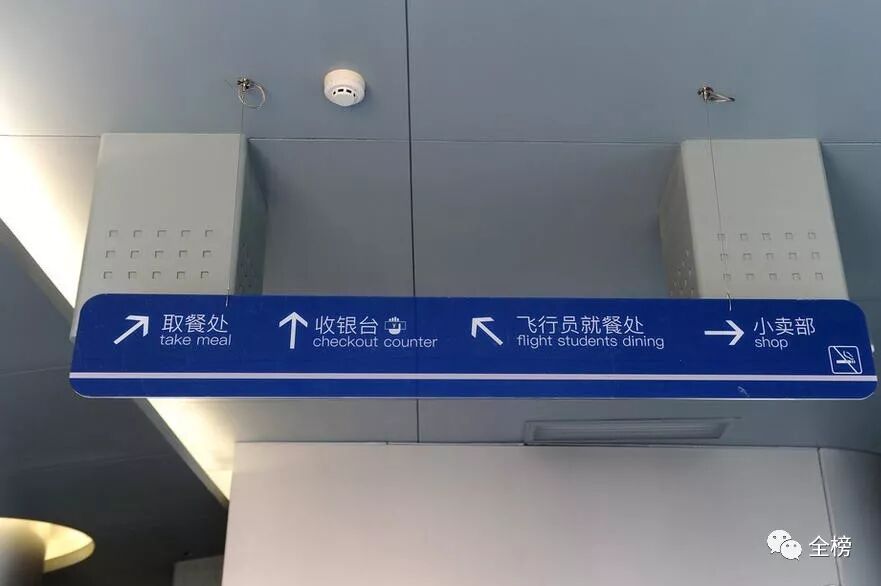 取餐处
take meal
收银台
checkout counter
飞行员就餐处
flight students dining
小卖部
shop
全榜